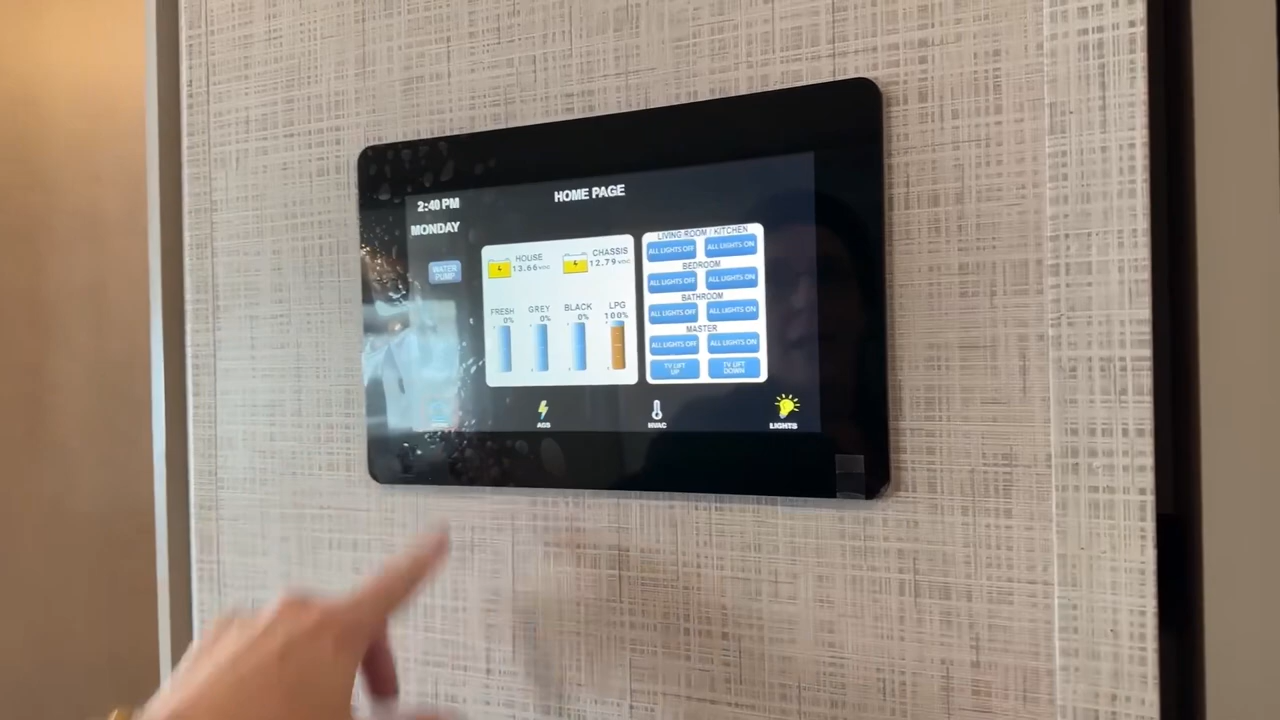 2:40 PM
HOME PAGE
MONDAY
WATER
PUMP
HOUSE
13.66 VDC
CHASSIS
12.79 VDC
FRESH
0%
GREY
0%
BLACK
0%
LPG
100%
LIVING ROOM / KITCHEN
ALL LIGHTS OFF
ALL LIGHTS ON
BEDROOM
ALL LIGHTS OFF
ALL LIGHTS ON
BATHROOM
ALL LIGHTS OFF
ALL LIGHTS ON
MASTER
ALL LIGHTS OFF
ALL LIGHTS ON
TV LIFT
UP
TV LIFT
DOWN
AGS
HVAC
LIGHTS